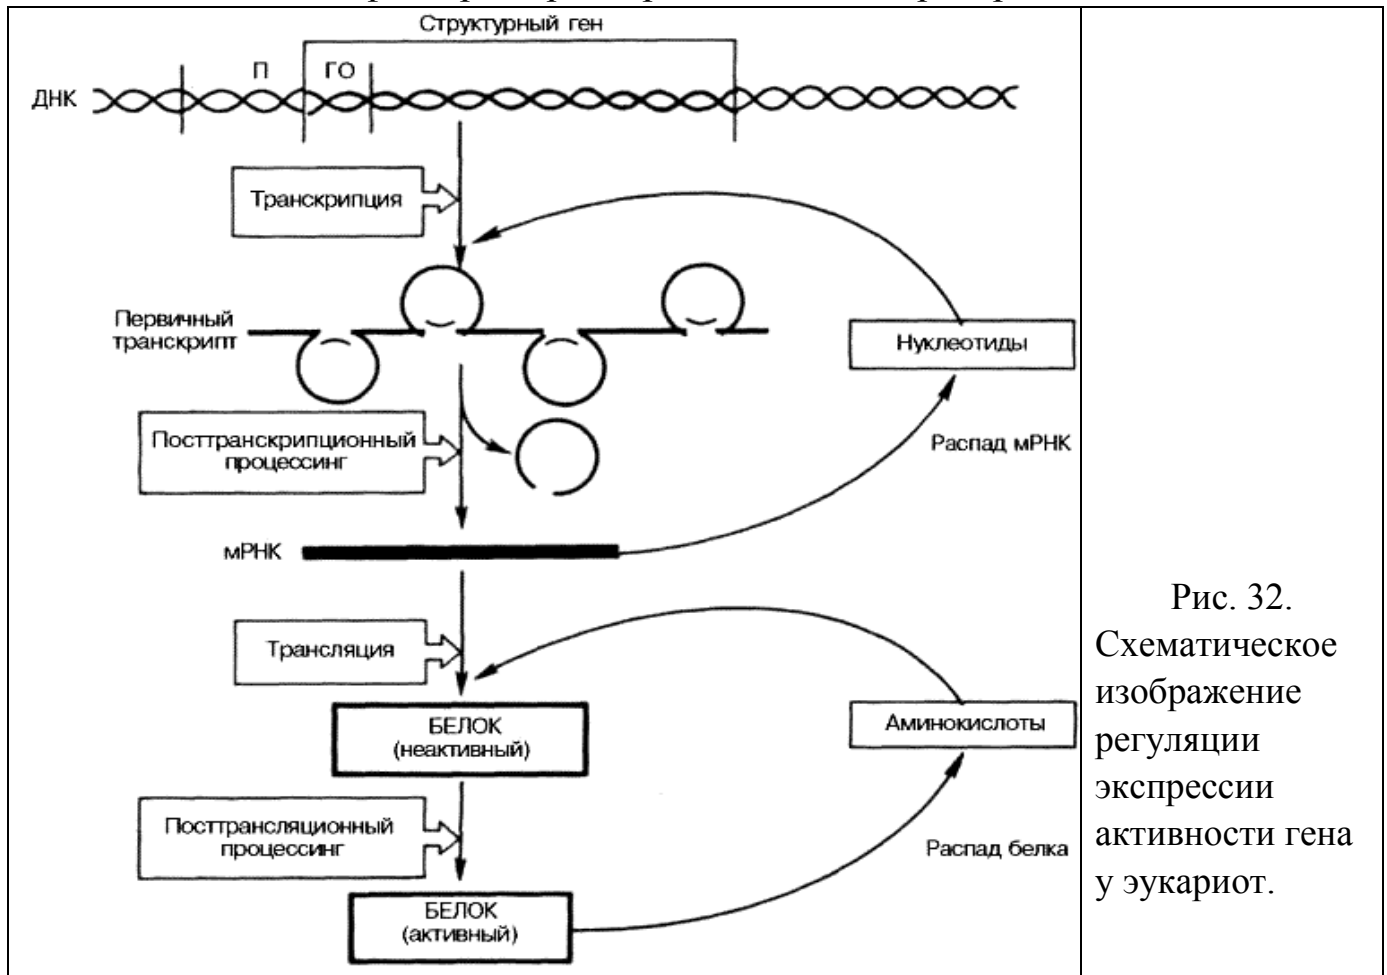 Структурный ген
П
ГО
ДНК
Транскрипция
Первичный
транскрипт
Нуклеотиды
Посттранскрипционный
процессинг
Распад мРНК
мРНК
Трансляция
БЕЛОК
(неактивный)
Аминокислоты
Посттрансляционный
процессинг
Распад белка
БЕЛОК
(активный)
Рис. 32.
Схематическое
изображение
регуляции
экспрессии
активности гена
у эукариот.